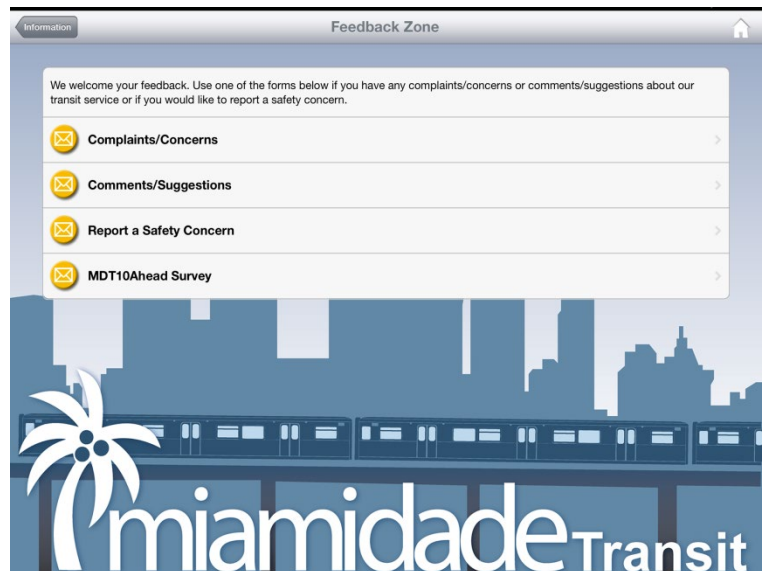 Information
Feedback Zone
We welcome your feedback. Use one of the forms below if you have any complaints/concerns or comments/suggestions about our
transit service or if you would like to report a safety concern.
Complaints/Concerns
Comments/Suggestions
Report a Safety Concern
MDT10Ahead Survey
miamidade Transit